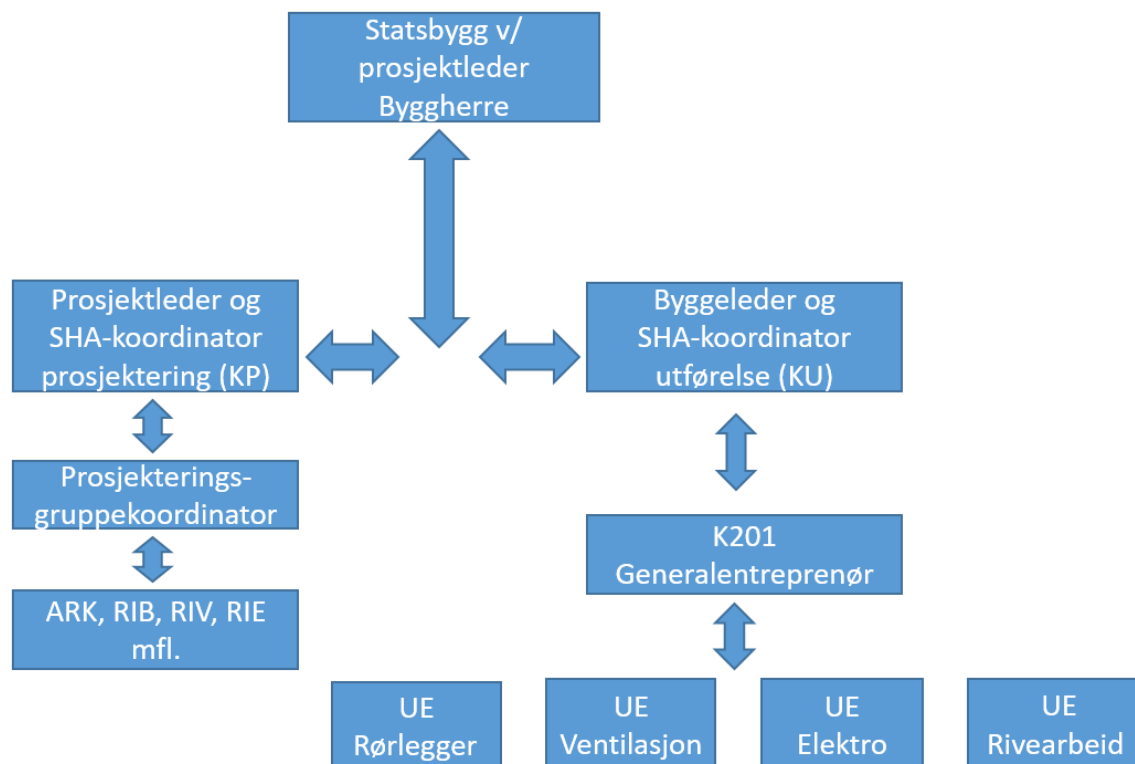 Statsbygg v/
prosjektleder
Byggherre
Prosjektleder og
SHA-koordinator
prosjektering (KP)
Byggeleder og
SHA-koordinator
utførelse (KU)
Prosjekterings-
gruppekoordinator
K201
Generalentreprenør
ARK, RIB, RIV, RIE
mfl.
UE
Rørlegger
UE
Ventilasjon
UE
Elektro
UE
Rivearbeid